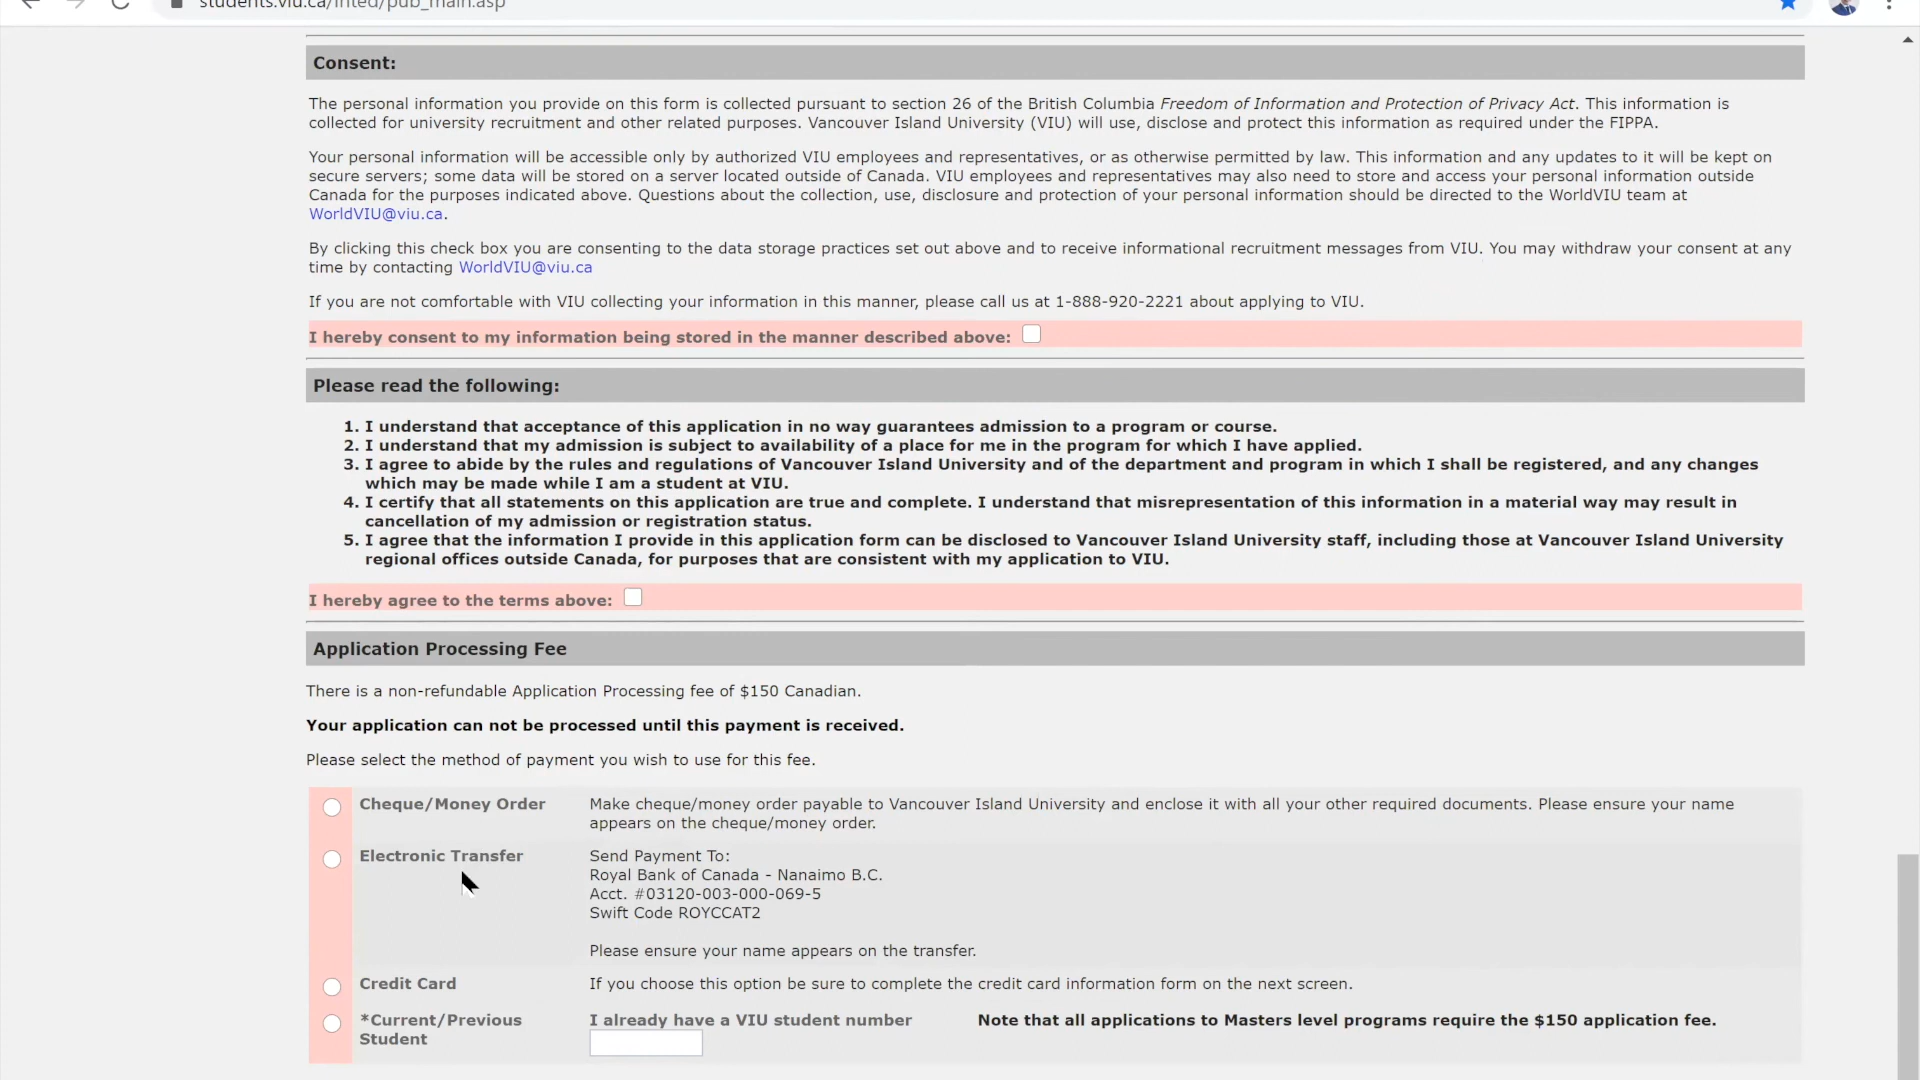 students.viu.ca/inted/pub_main.asp
Consent:
The personal information you provide on this form is collected pursuant to section 26 of the British Columbia Freedom of Information and Protection of Privacy Act. This information is
collected for university recruitment and other related purposes. Vancouver Island University (VIU) will use, disclose and protect this information as required under the FIPPA.
Your personal information will be accessible only by authorized VIU employees and representatives, or as otherwise permitted by law. This information and any updates to it will be kept on
secure servers; some data will be stored on a server located outside of Canada. VIU employees and representatives may also need to store and access your personal information outside
Canada for the purposes indicated above. Questions about the collection, use, disclosure and protection of your personal information should be directed to the WorldVIU team at
WorldVIU@viu.ca.
By clicking this check box you are consenting to the data storage practices set out above and to receive informational recruitment messages from VIU. You may withdraw your consent at any
time by contacting WorldVIU@viu.ca
If you are not comfortable with VIU collecting your information in this manner, please call us at 1-888-920-2221 about applying to VIU.
I hereby consent to my information being stored in the manner described above:
Please read the following:
1. I understand that acceptance of this application in no way guarantees admission to a program or course.
2. I understand that my admission is subject to availability of a place for me in the program for which I have applied.
3. I agree to abide by the rules and regulations of Vancouver Island University and of the department and program in which I shall be registered, and any changes
which may be made while I am a student at VIU.
4. I certify that all statements on this application are true and complete. I understand that misrepresentation of this information in a material way may result in
cancellation of my admission or registration status.
5. I agree that the information I provide in this application form can be disclosed to Vancouver Island University staff, including those at Vancouver Island University
regional offices outside Canada, for purposes that are consistent with my application to VIU.
I hereby agree to the terms above:
Application Processing Fee
There is a non-refundable Application Processing fee of $150 Canadian.
Your application can not be processed until this payment is received.
Please select the method of payment you wish to use for this fee.
Cheque/Money Order Make cheque/money order payable to Vancouver Island University and enclose it with all your other required documents. Please ensure your name
appears on the cheque/money order.
Electronic Transfer Send Payment To:
Royal Bank of Canada - Nanaimo B.C.
Acct. #03120-003-000-069-5
Swift Code ROYCCAT2
Please ensure your name appears on the transfer.
Credit Card If you choose this option be sure to complete the credit card information form on the next screen.
*Current/Previous I already have a VIU student number Note that all applications to Masters level programs require the $150 application fee.
Student